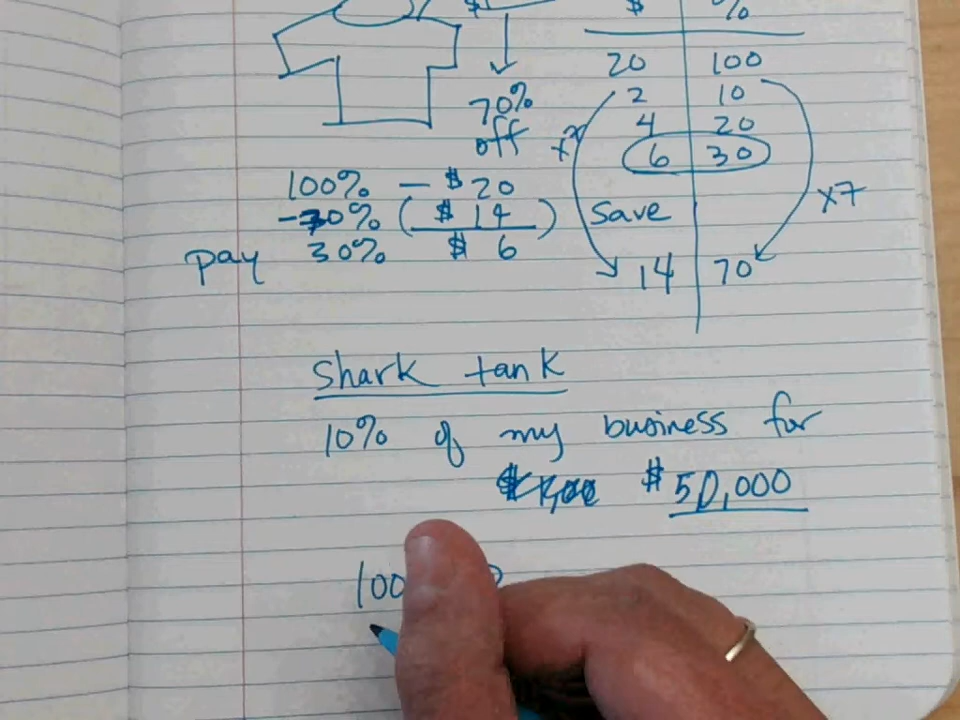 $ %
20 100
2 10
70% 4 20
off x7 6 30
100% — $ 20 x7
-70% ( $ 14 ) Save
pay 30% $ 6
14 70
Shark tank
10% of my business for
$ 50,000
100